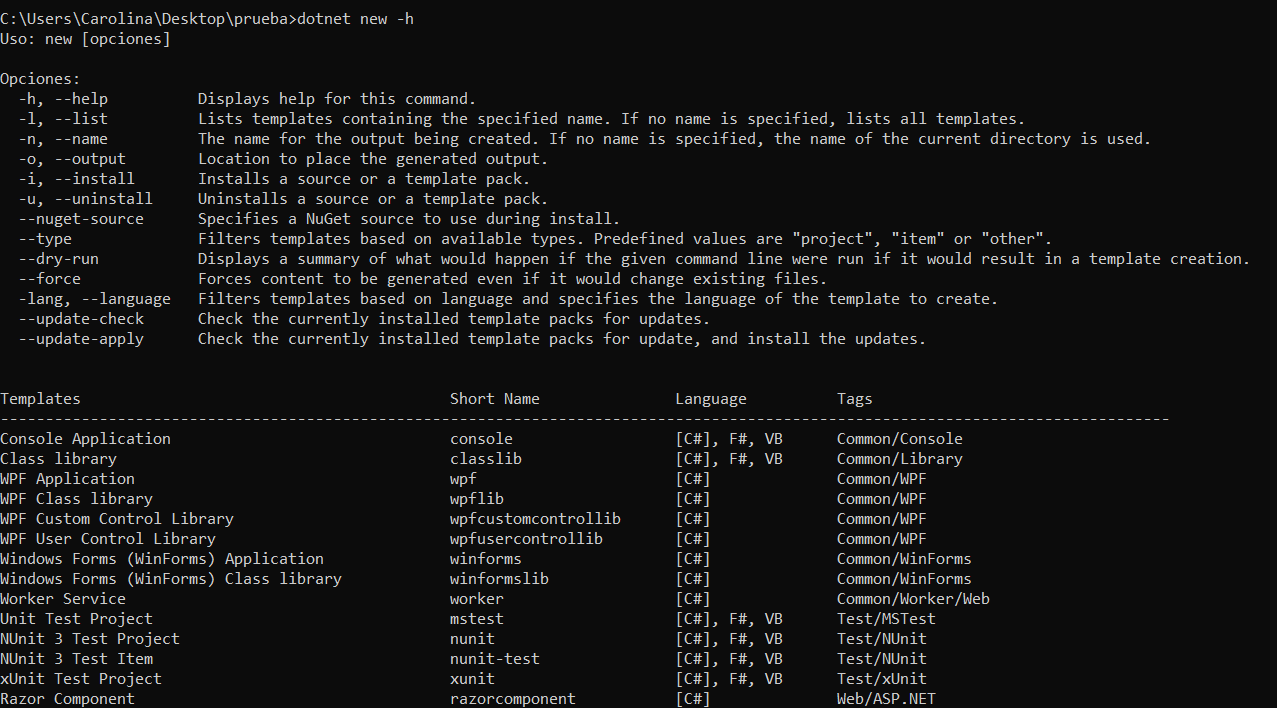 C:\Users\Carolina\Desktop\prueba>dotnet new -h
Uso: new [opciones]
Opciones:
-h, --help Displays help for this command.
-l, --list Lists templates containing the specified name. If no name is specified, lists all templates.
-n, --name The name for the output being created. If no name is specified, the name of the current directory is used.
-o, --output Location to place the generated output.
-i, --install Installs a source or a template pack.
-u, --uninstall Uninstalls a source or a template pack.
--nuget-source Specifies a NuGet source to use during install.
--type Filters templates based on available types. Predefined values are "project", "item" or "other".
--dry-run Displays a summary of what would happen if the given command line were run if it would result in a template creation.
--force Forces content to be generated even if it would change existing files.
-lang, --language Filters templates based on language and specifies the language of the template to create.
--update-check Check the currently installed template packs for updates.
--update-apply Check the currently installed template packs for update, and install the updates.
Templates Short Name Language Tags
----------------------------------------------------------------------------------------------------------------------------------
Console Application console [C#], F#, VB Common/Console
Class library classlib [C#], F#, VB Common/Library
WPF Application wpf [C#] Common/WPF
WPF Class library wpflib [C#] Common/WPF
WPF Custom Control Library wpfcustomcontrollib [C#] Common/WPF
WPF User Control Library wpfusercontrollib [C#] Common/WPF
Windows Forms (WinForms) Application winforms [C#] Common/WinForms
Windows Forms (WinForms) Class library winformslib [C#] Common/WinForms
Worker Service worker [C#] Common/Worker/Web
Unit Test Project mstest [C#], F#, VB Test/MSTest
NUnit 3 Test Project nunit [C#], F#, VB Test/NUnit
NUnit 3 Test Item nunit-test [C#], F#, VB Test/NUnit
xUnit Test Project xunit [C#], F#, VB Test/xUnit
Razor Component razorcomponent [C#] Web/ASP.NET